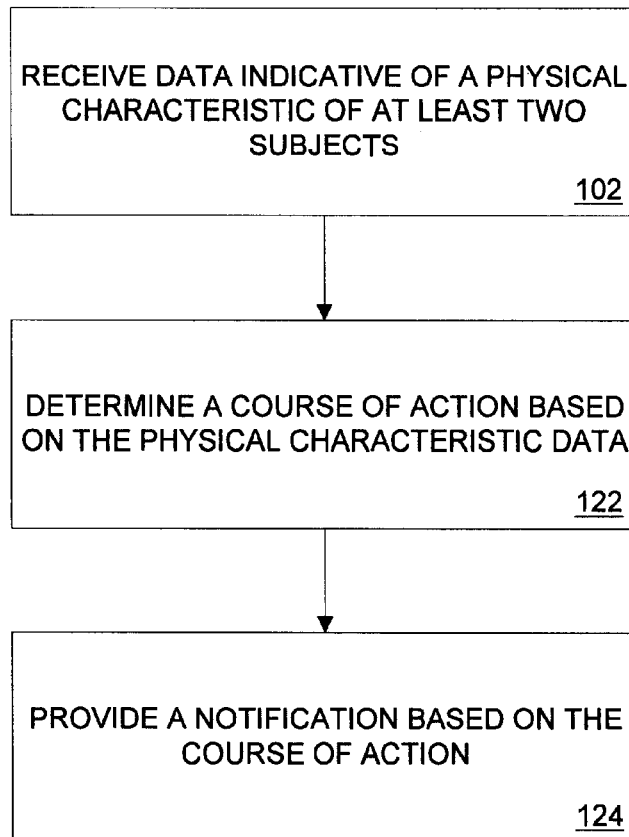 RECEIVE DATA INDICATIVE OF A PHYSICAL
CHARACTERISTIC OF AT LEAST TWO
SUBJECTS
102
DETERMINE A COURSE OF ACTION BASED
ON THE PHYSICAL CHARACTERISTIC DATA
122
PROVIDE A NOTIFICATION BASED ON THE
COURSE OF ACTION
124